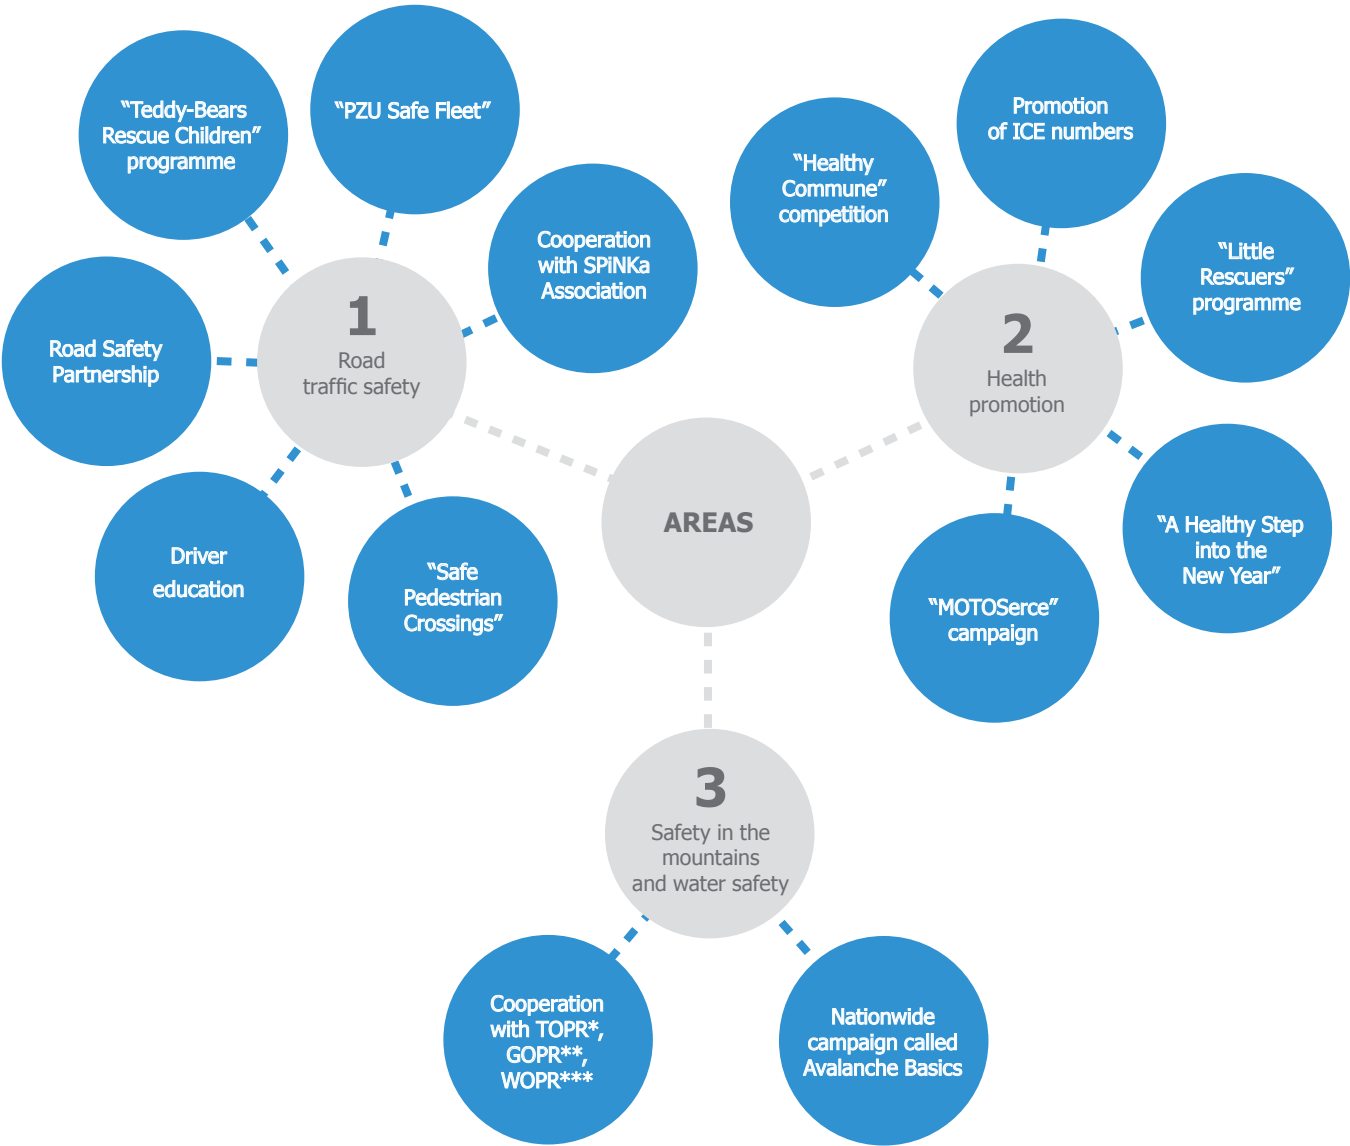 “Teddy-Bears
Rescue Children”
programme
“PZU Safe Fleet”
Cooperation
with SPiNKa
Association
Road Safety
Partnership
1
Road
traffic safety
Driver
education
“Safe
Pedestrian
Crossings”
AREAS
“Healthy
Commune”
competition
Promotion
of ICE numbers
“Little
Rescuers”
programme
2
Health
promotion
“A Healthy Step
into the
New Year”
“MOTOSerce”
campaign
3
Safety in the
mountains
and water safety
Cooperation
with TOPR*,
GOPR**,
WOPR***
Nationwide
campaign called
Avalanche Basics